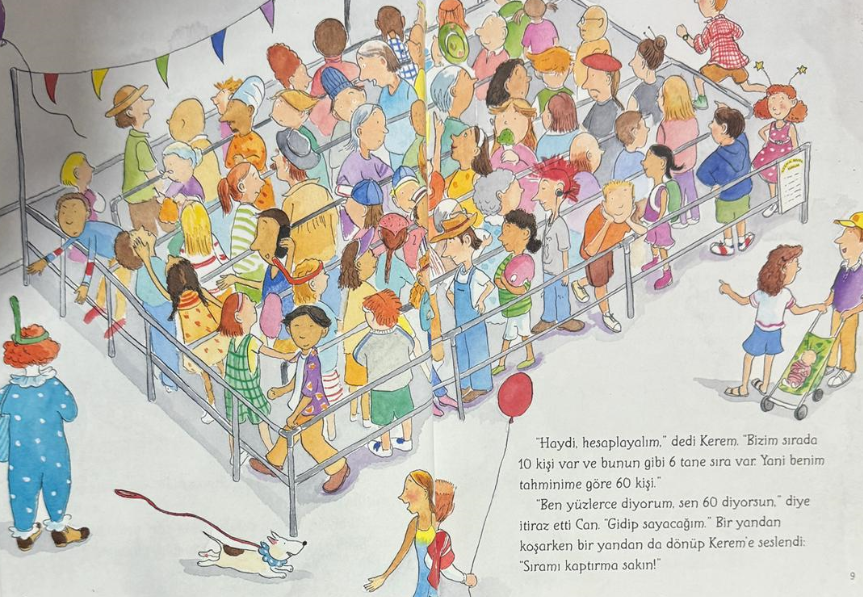 "Haydi, hesaplayalım," dedi Kerem. "Bizim sırada
10 kişi var ve bunun gibi 6 tane sıra var. Yani benim
tahminime göre 60 kişi."
"Ben yüzlerce diyorum, sen 60 diyorsun," diye
itiraz etti Can. "Gidip sayacağım." Bir yandan
koşarken bir yandan da dönüp Kerem'e seslendi:
"Sıramı kaptırma sakın!"
9